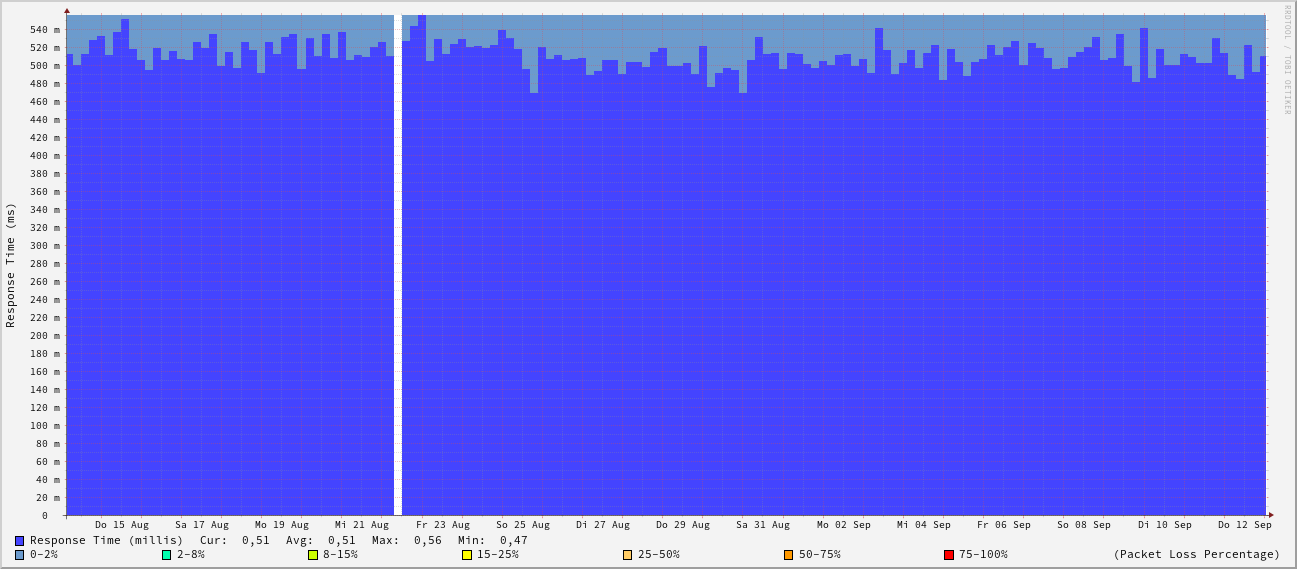 RRDTOOL / TOBI OETIKER
Response Time (ms)
540 m
520 m
500 m
480 m
460 m
440 m
420 m
400 m
380 m
360 m
340 m
320 m
300 m
280 m
260 m
240 m
220 m
200 m
180 m
160 m
140 m
120 m
100 m
80 m
60 m
40 m
20 m
0
Do 15 Aug Sa 17 Aug Mo 19 Aug Mi 21 Aug Fr 23 Aug So 25 Aug Di 27 Aug Do 29 Aug Sa 31 Aug Mo 02 Sep Mi 04 Sep Fr 06 Sep So 08 Sep Di 10 Sep Do 12 Sep
Response Time (millis) Cur: 0,51 Avg: 0,51 Max: 0,56 Min: 0,47
0-2% 2-8% 8-15% 15-25% 25-50% 50-75% 75-100% (Packet Loss Percentage)